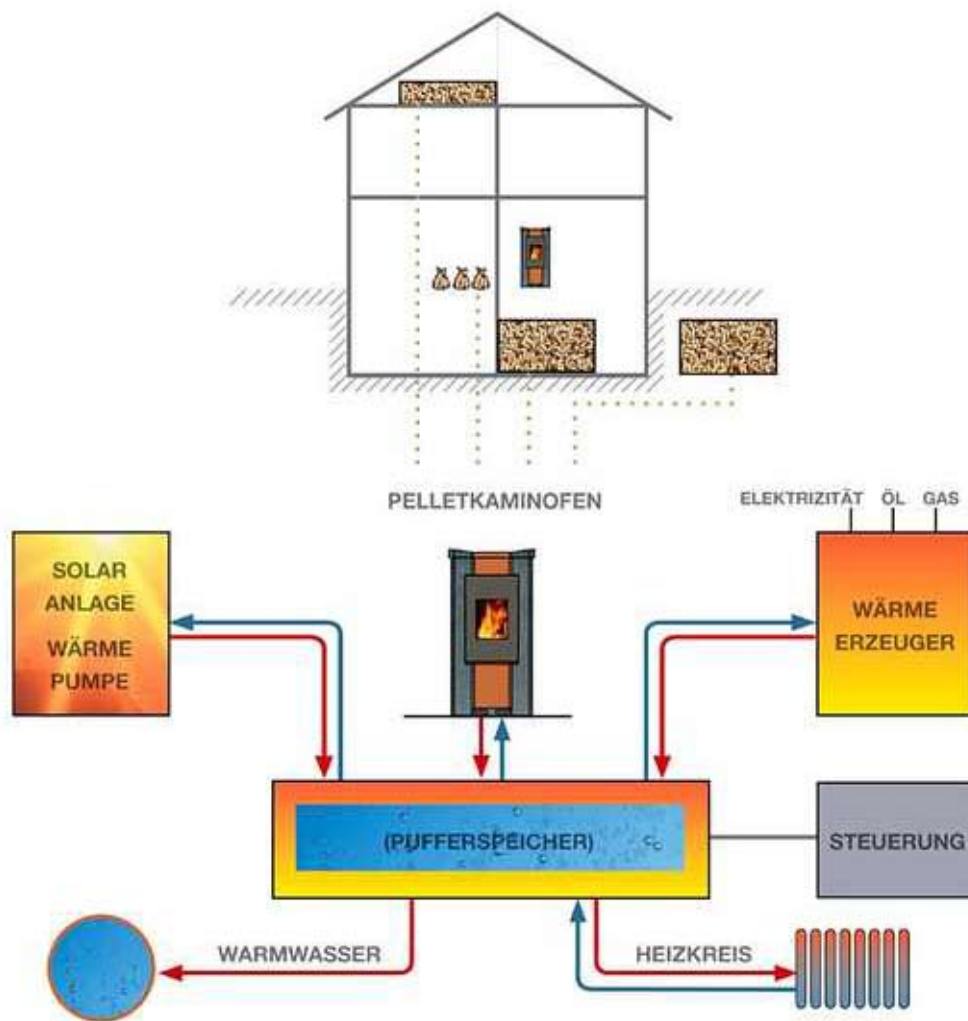 PELLETKAMINOFEN
ELEKTRIZITÄT ÖL GAS
SOLAR
ANLAGE
WÄRME
PUMPE
WÄRME
ERZEUGER
(PUFFERSPEICHER)
STEUERUNG
WARMWASSER
HEIZKREIS